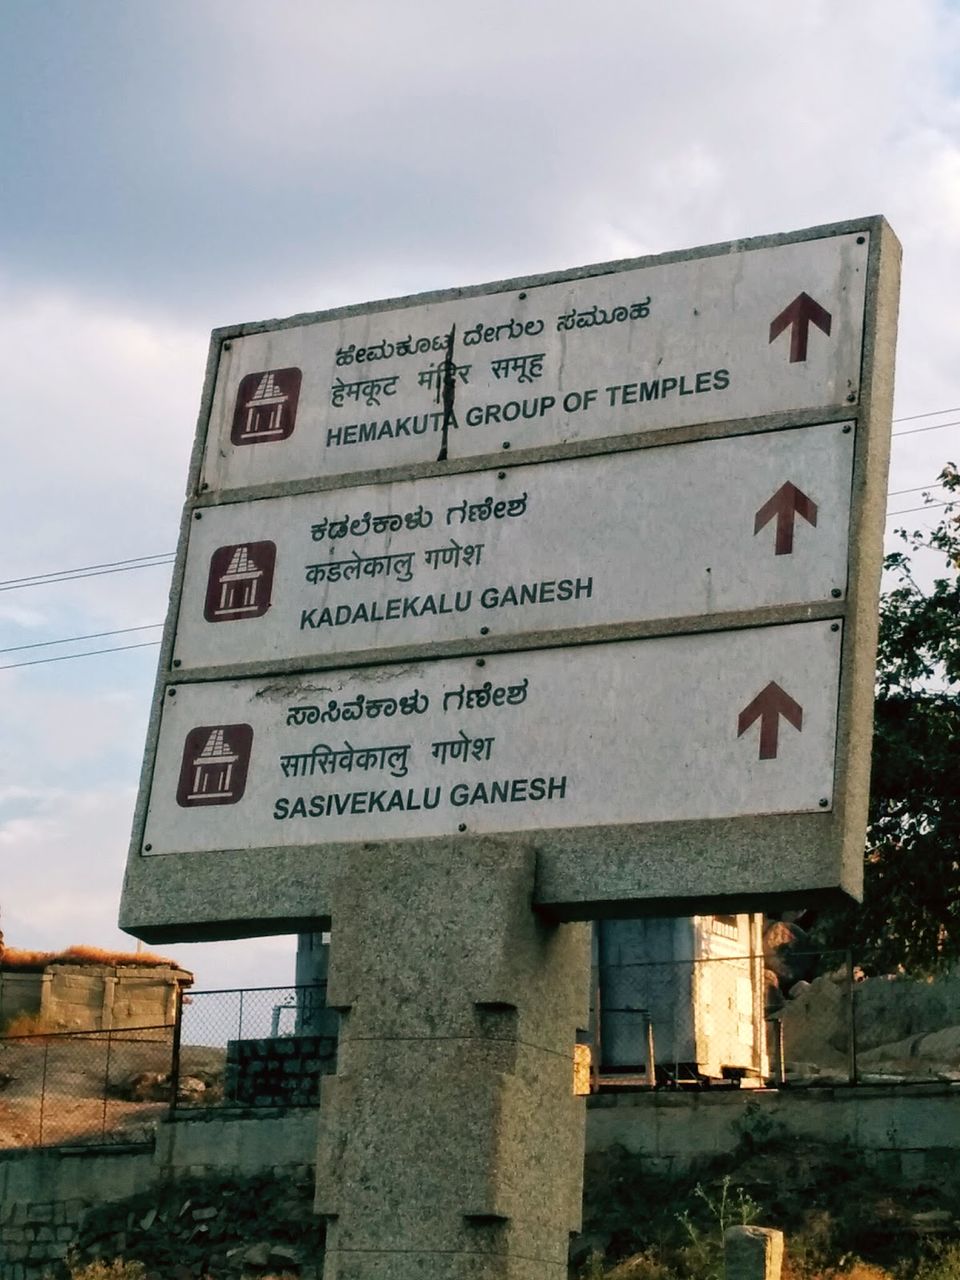 ಹೇಮಕೂಟ ದೇಗುಲ ಸಮೂಹ
हेमकूट मंदिर समूह
HEMAKUTA GROUP OF TEMPLES
ಕಡಲೆಕಾಳು ಗಣೇಶ
कडलेकालु गणेश
KADALEKALU GANESH
ಸಾಸಿವೆಕಾಳು ಗಣೇಶ
सासिवेकालु गणेश
SASIVEKALU GANESH